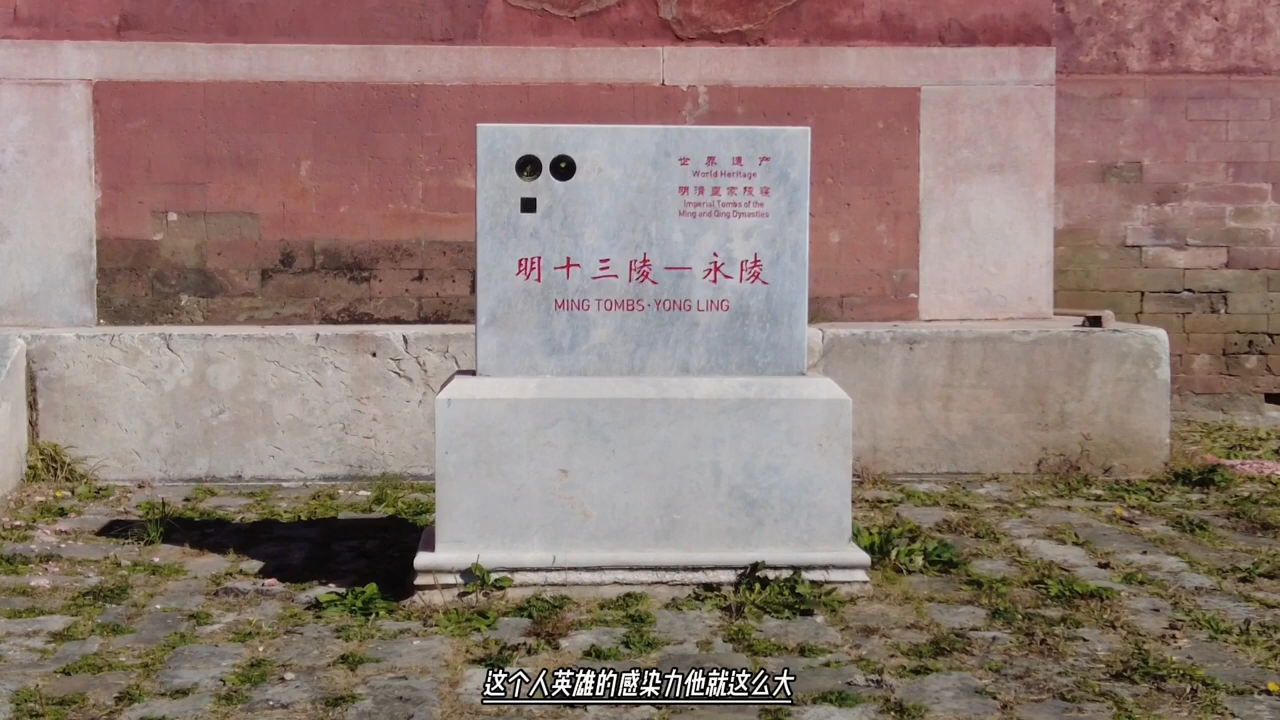 世界遗产
World Heritage
明清皇家陵寝
Imperial Tombs of the
Ming and Qing Dynasties
明十三陵—永陵
MING TOMBS·YONG LING
这个人英雄的感染力他就这么大